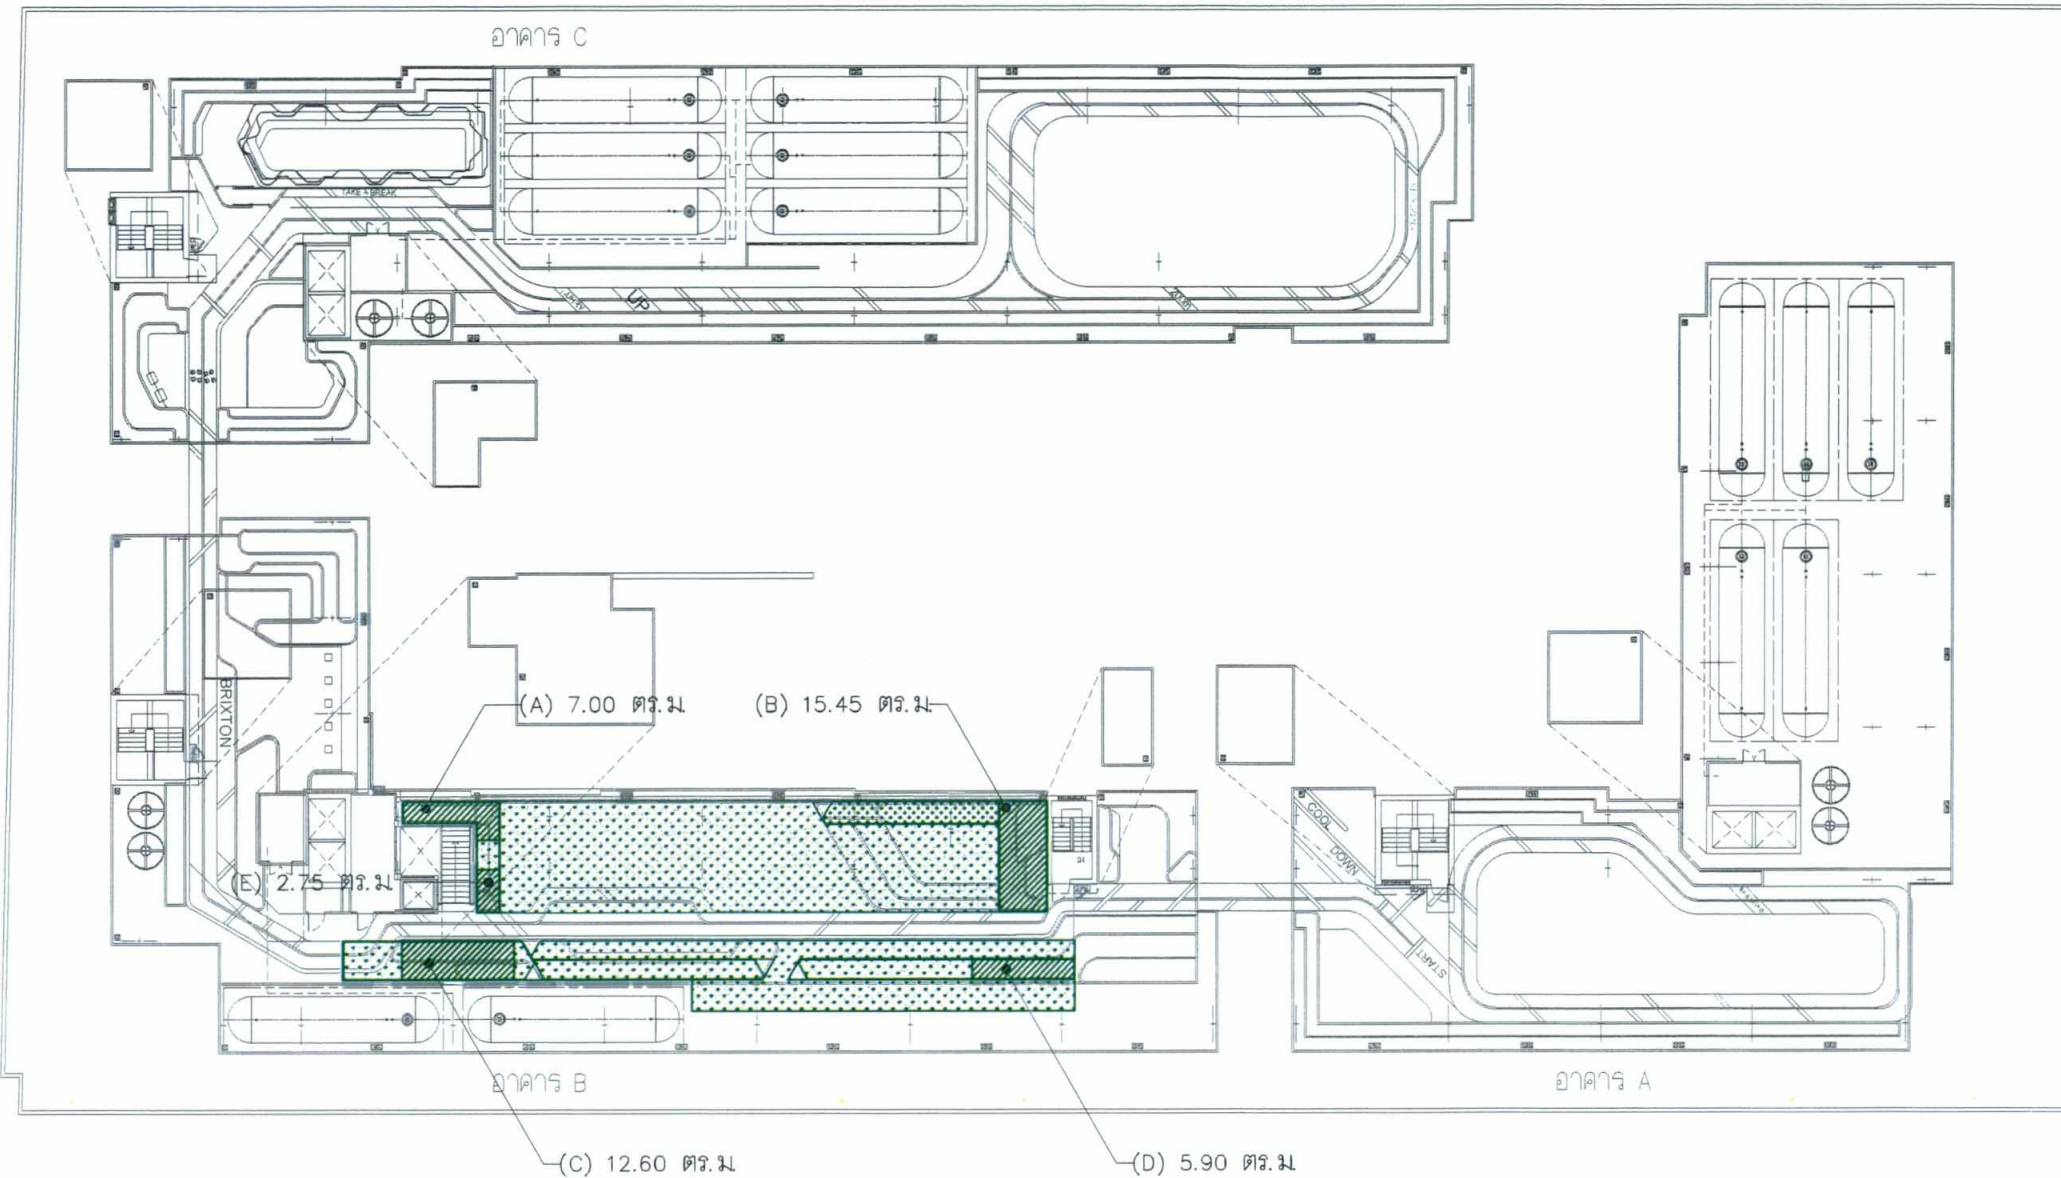 อาคาร C
TAKE A BREAK
UP
BRIXTON
(A) 7.00 ตร.ม.
(B) 15.45 ตร.ม.
COOL
DOWN
(E) 2.75 ตร.ม.
START
อาคาร B
อาคาร A
(C) 12.60 ตร.ม.
(D) 5.90 ตร.ม.